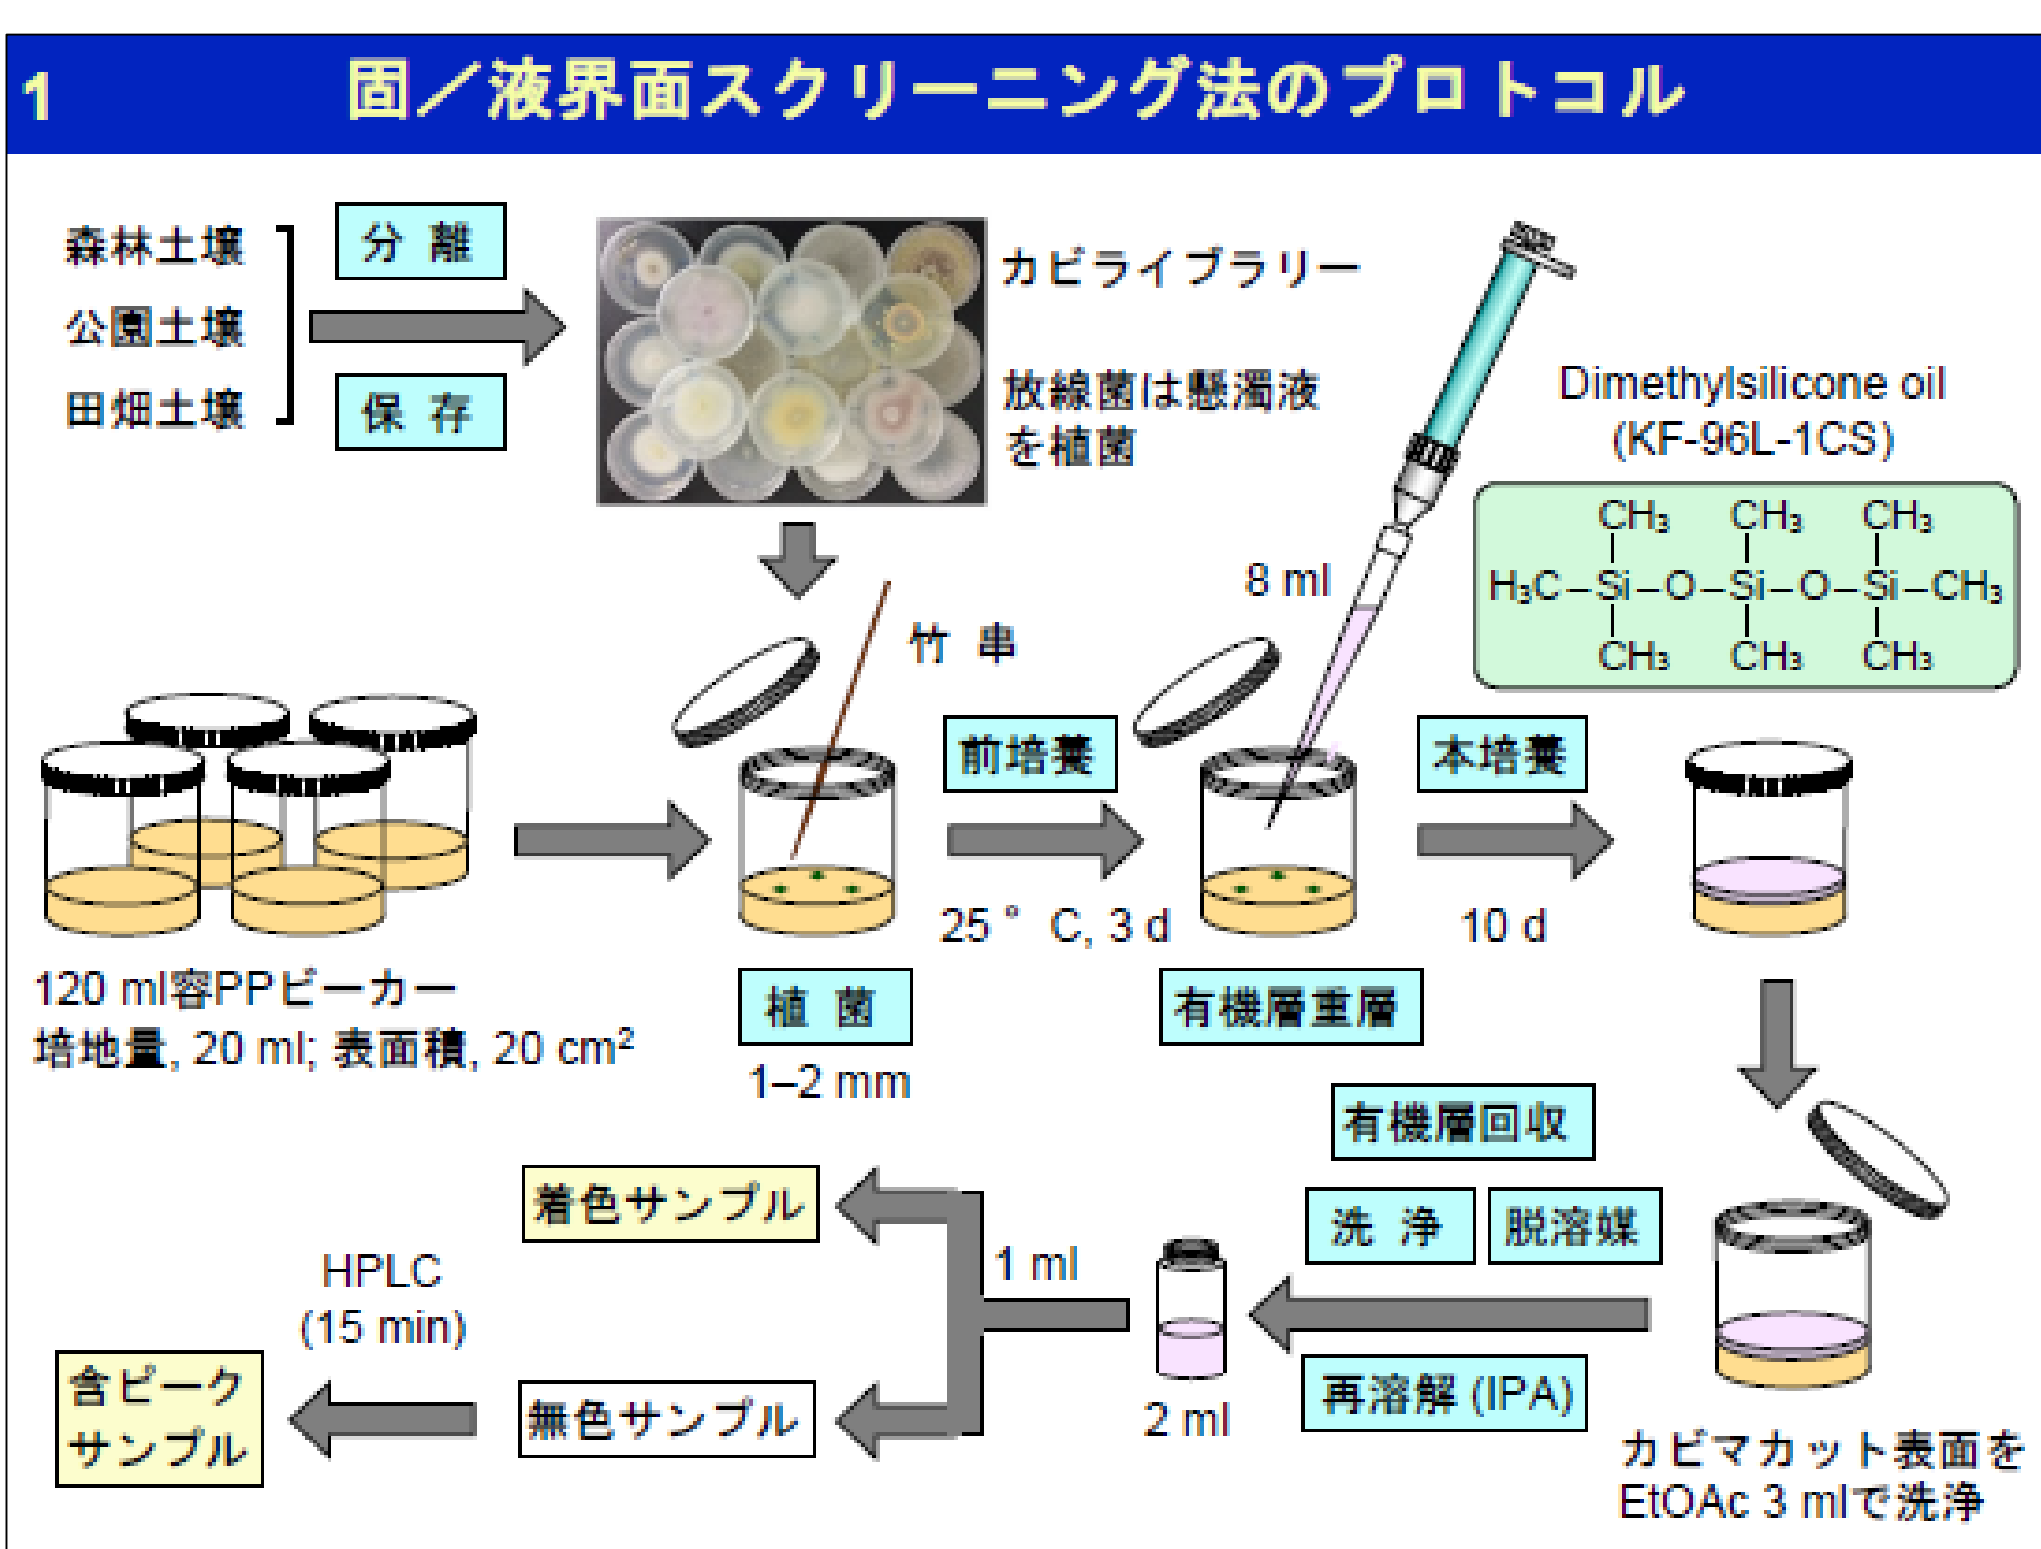 1
固／液界面スクリーニング法のプロトコル
森林土壌
公園土壌
田畑土壌
分 離
保 存
カビライブラリー
放線菌は懸濁液
を植菌
Dimethylsilicone oil
(KF-96L-1CS)
CH₃ CH₃ CH₃
H₃C–Si–O–Si–O–Si–CH₃
CH₃ CH₃ CH₃
8 ml
竹 串
前培養
25 °C, 3 d
本培養
10 d
120 ml容PPビーカー
培地量, 20 ml; 表面積, 20 cm²
植 菌
1–2 mm
有機層重層
有機層回収
洗 浄
脱溶媒
再溶解 (IPA)
カビマカット表面を
EtOAc 3 mlで洗浄
2 ml
1 ml
着色サンプル
無色サンプル
HPLC
(15 min)
含ピーク
サンプル